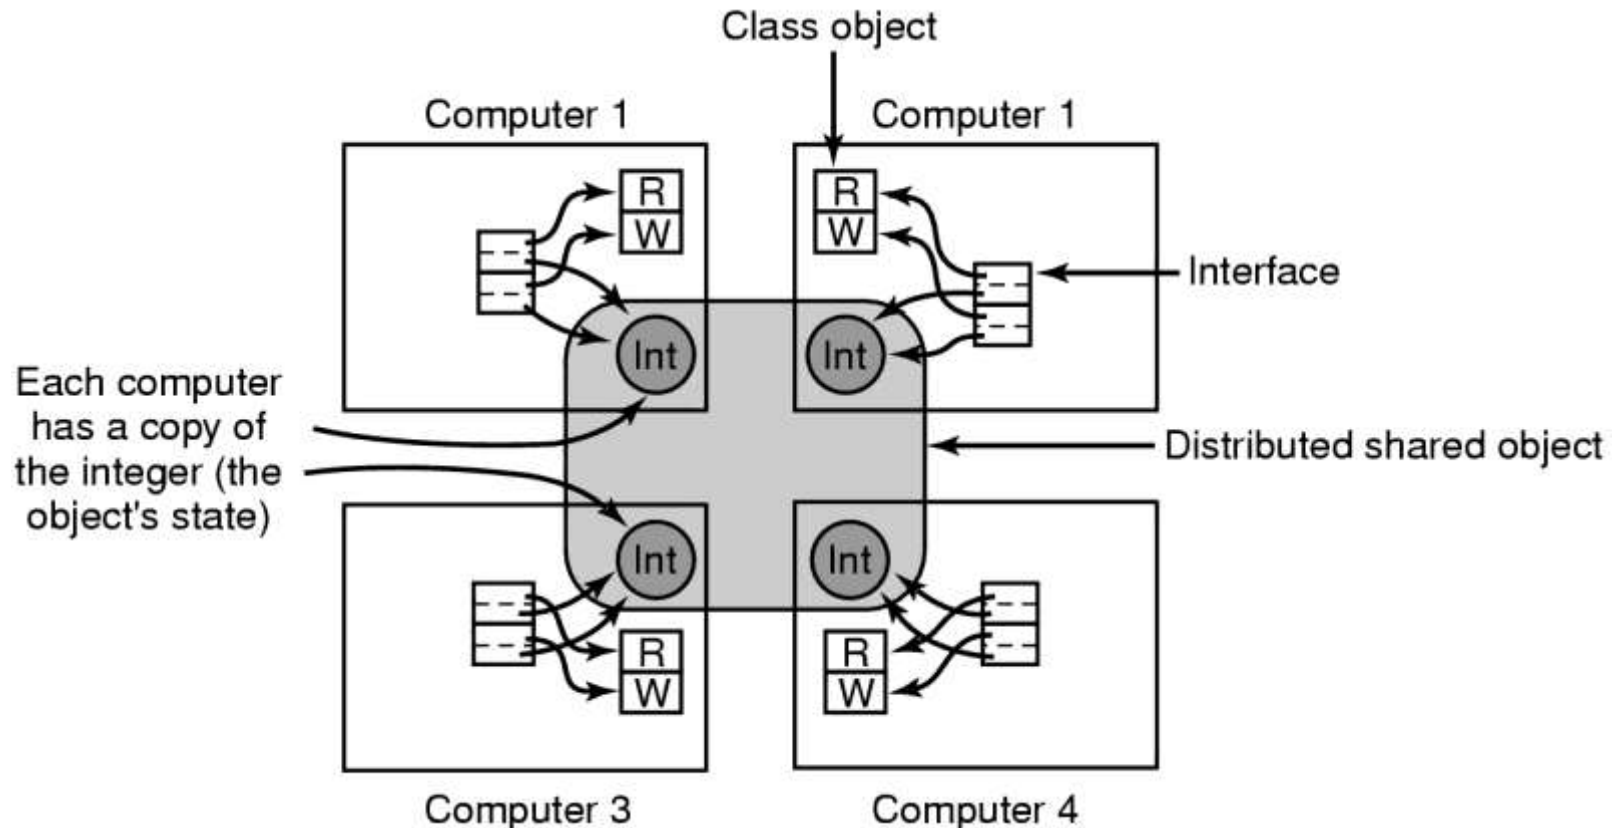 Class object
Computer 1
Computer 1
R
W
R
W
Interface
Int
Int
Each computer
has a copy of
the integer (the
object's state)
Distributed shared object
Int
Int
R
W
R
W
Computer 3
Computer 4